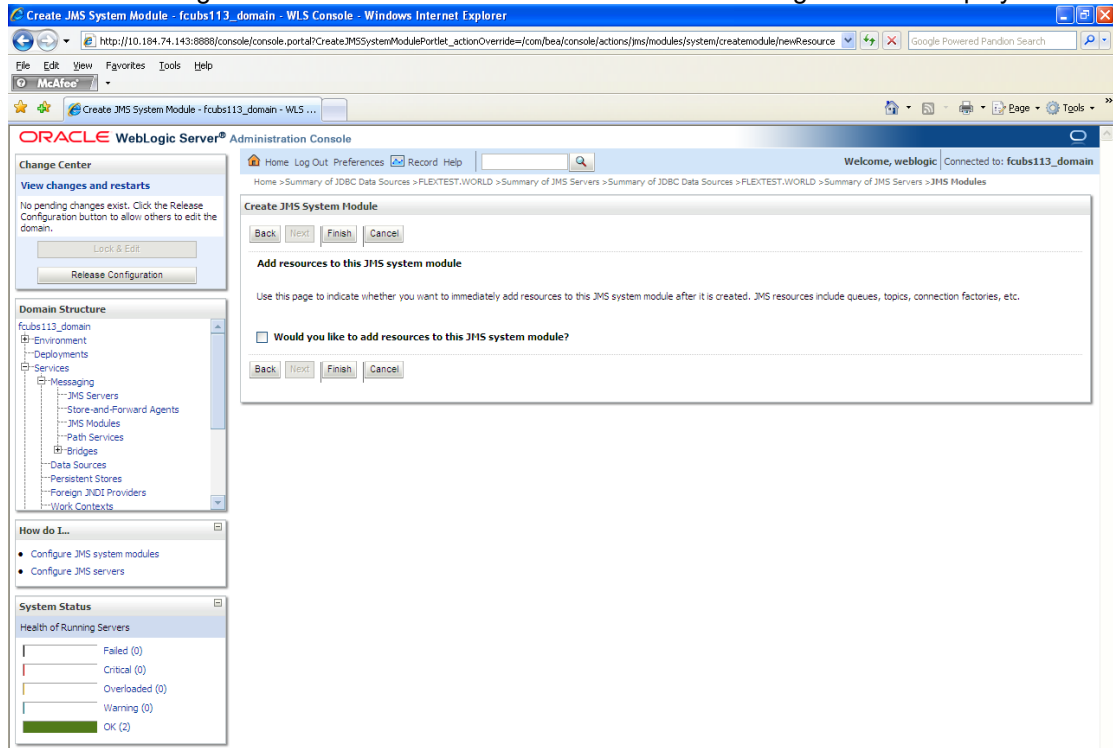 Create JMS System Module - fcubs113_domain - WLS Console - Windows Internet Explorer
http://10.184.74.143:8888/console/console.portal?CreateJMSSystemModulePortlet_actionOverride=/com/bea/console/actions/jms/modules/system/createmodule/newResource
Google Powered Pandion Search
File Edit View Favorites Tools Help
McAfee
Create JMS System Module - fcubs113_domain - WLS ...
Page Tools
ORACLE WebLogic Server® Administration Console
Change Center
View changes and restarts
No pending changes exist. Click the Release
Configuration button to allow others to edit the
domain.
Lock & Edit
Release Configuration
Domain Structure
fcubs113_domain
Environment
Deployments
Services
Messaging
JMS Servers
Store-and-Forward Agents
JMS Modules
Path Services
Bridges
Data Sources
Persistent Stores
Foreign JNDI Providers
Work Contexts
How do I...
Configure JMS system modules
Configure JMS servers
System Status
Health of Running Servers
Failed (0)
Critical (0)
Overloaded (0)
Warning (0)
OK (2)
Home Log Out Preferences Record Help
Welcome, weblogic Connected to: fcubs113_domain
Home >Summary of JDBC Data Sources >FLEXTEST.WORLD >Summary of JMS Servers >Summary of JDBC Data Sources >FLEXTEST.WORLD >Summary of JMS Servers >JMS Modules
Create JMS System Module
Back Next Finish Cancel
Add resources to this JMS system module
Use this page to indicate whether you want to immediately add resources to this JMS system module after it is created. JMS resources include queues, topics, connection factories, etc.
Would you like to add resources to this JMS system module?
Back Next Finish Cancel